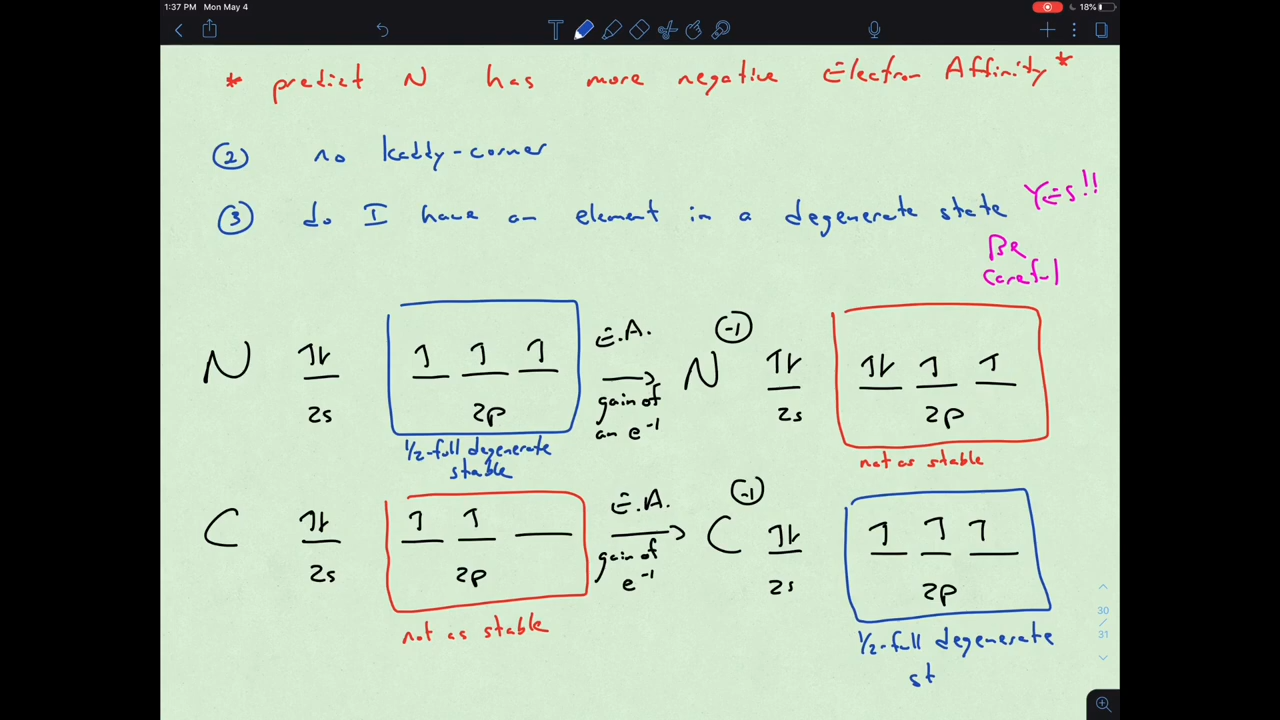 1:37 PM Mon May 4
18%
* predict N has more negative Electron Affinity *
② no kaddy-corner
③ do I have an element in a degenerate state YES!!
Be
careful
N 2s 2p E.A. gain of an e⁻¹ N -1 2s 2p
½-full degenerate
stable
not as stable
C 2s 2p E.A. gain of e⁻¹ C -1 2s 2p
not as stable
½-full degenerate
st
30
/
31